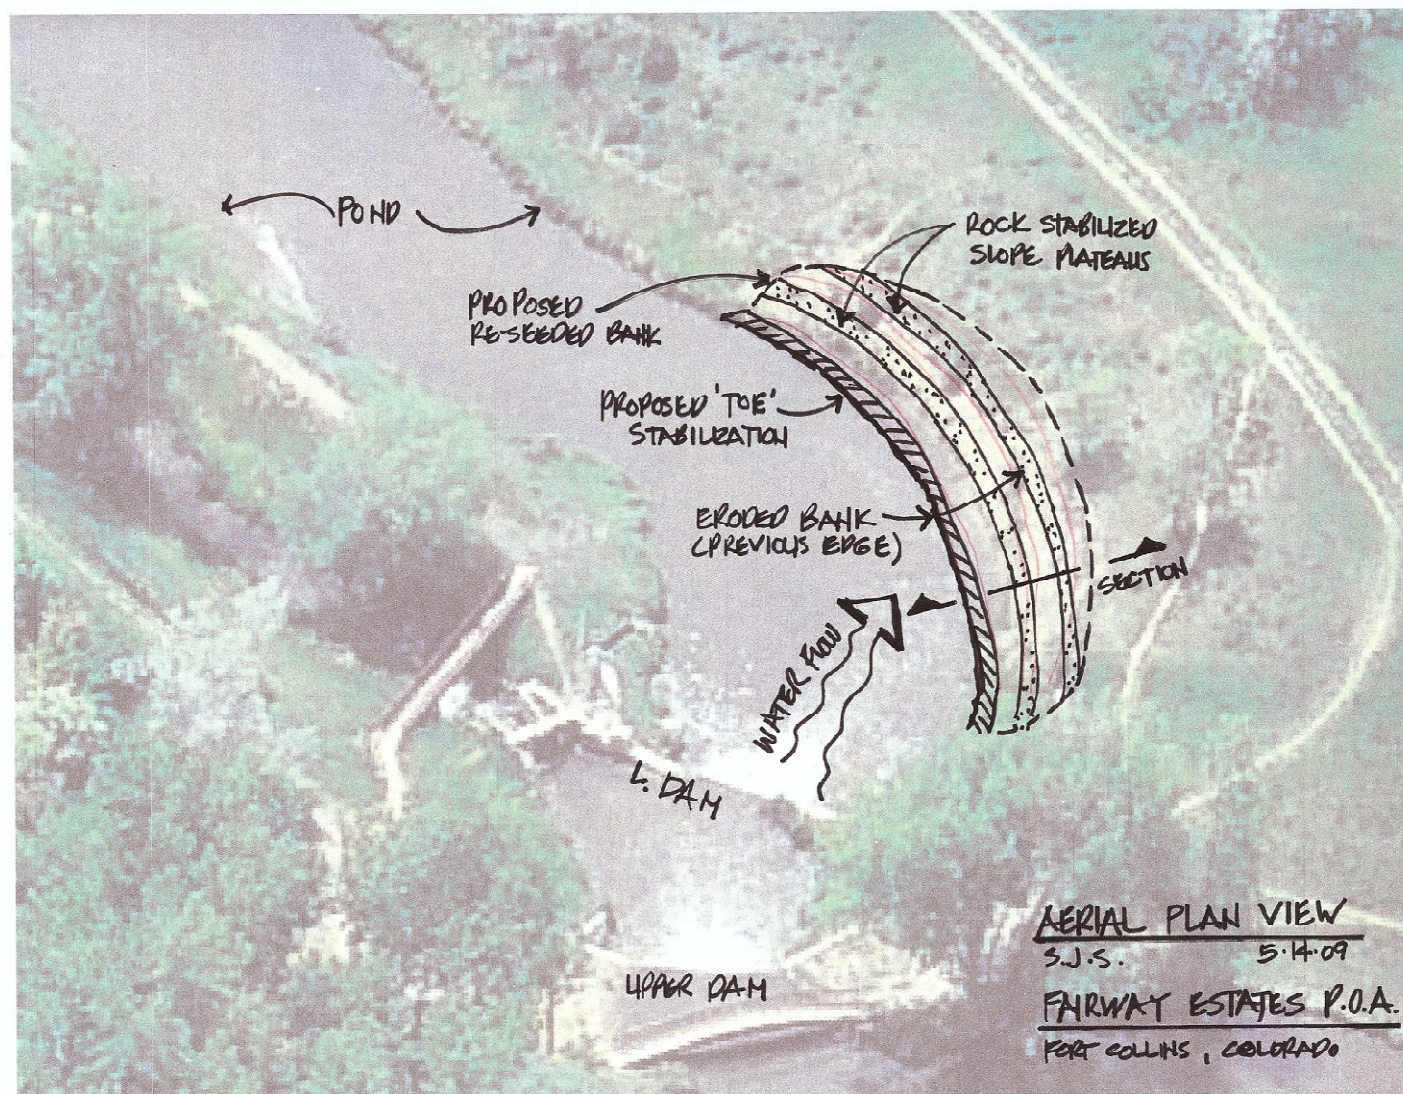 POND
ROCK STABILIZED
SLOPE PLATEAUS
PROPOSED
RE-SEEDED BANK
PROPOSED 'TOE'
STABILIZATION
ERODED BANK
(PREVIOUS EDGE)
SECTION
WATER FLOW
L. DAM
UPPER DAM
AERIAL PLAN VIEW
S.J.S. 5·14·09
FAIRWAY ESTATES P.O.A.
FORT COLLINS, COLORADO